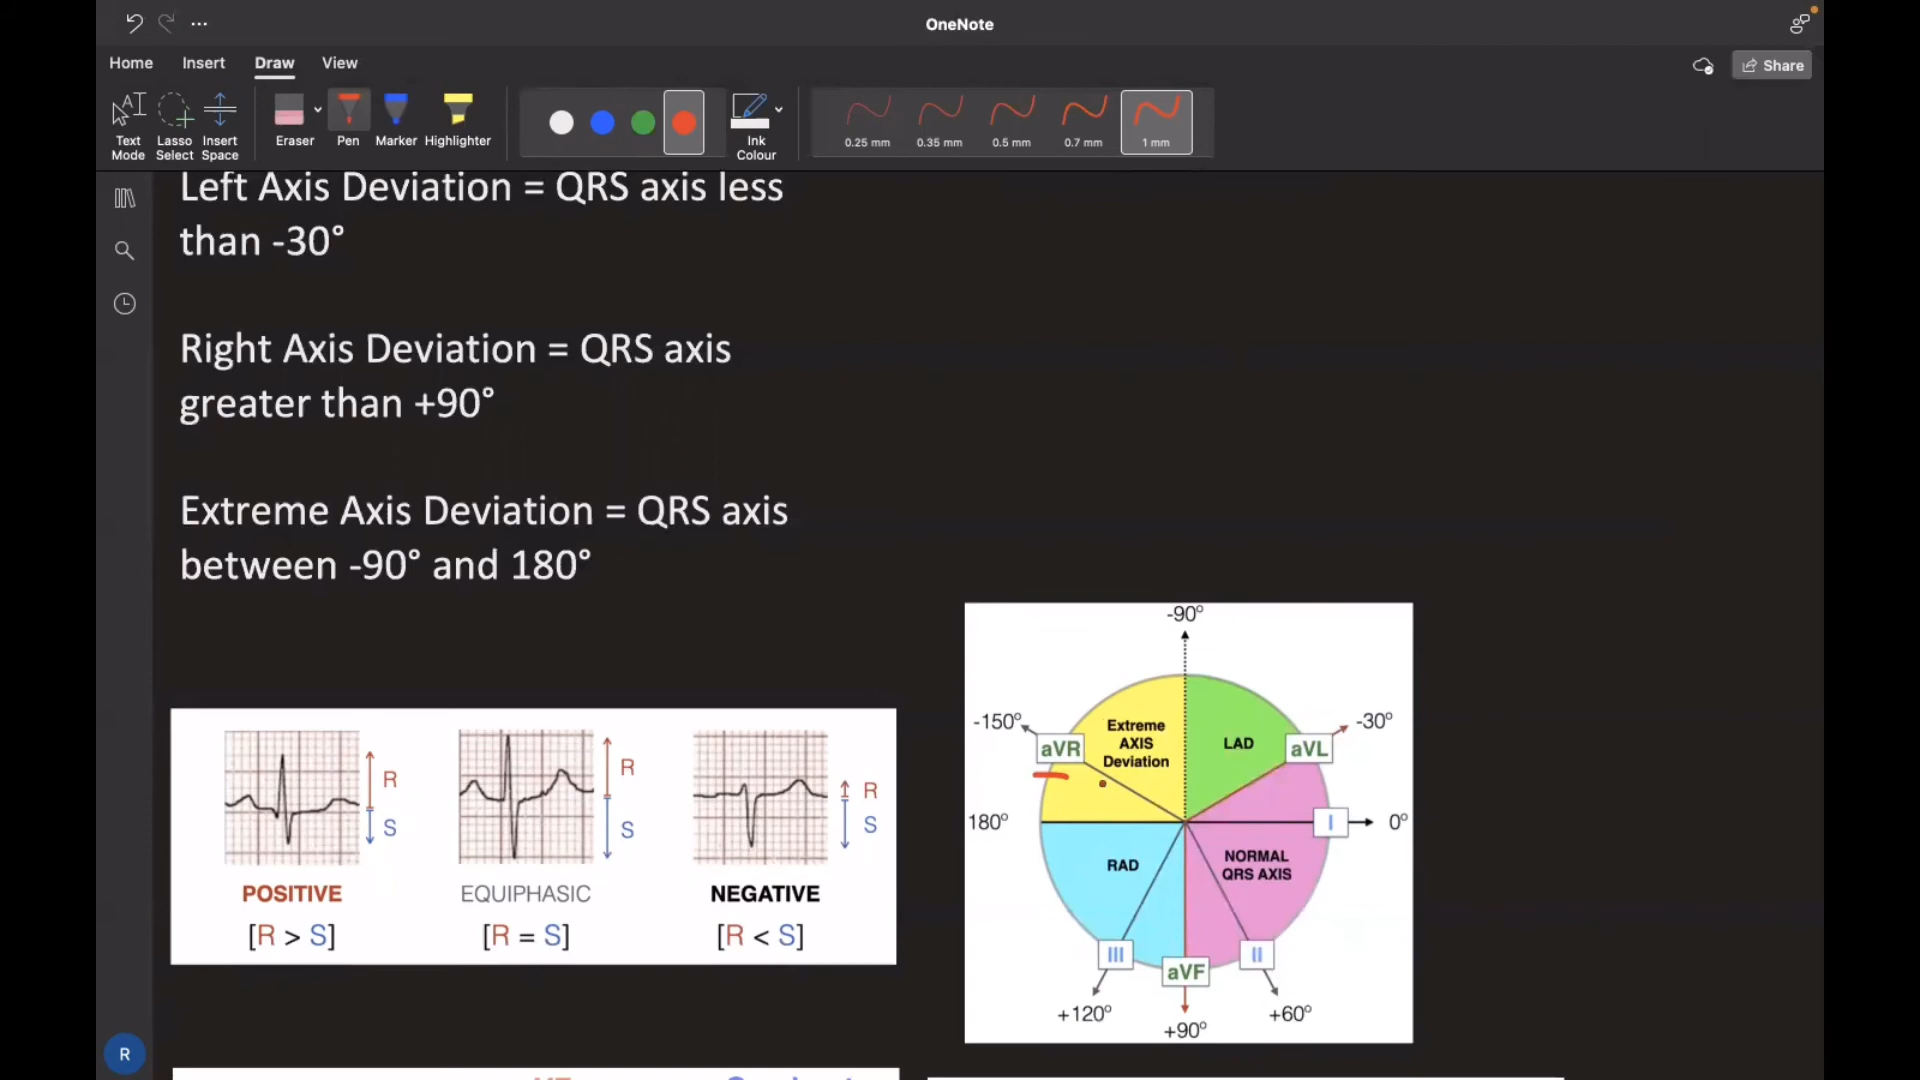 OneNote
Home Insert Draw View
Share
Text Mode
Lasso Select
Insert Space
Eraser
Pen
Marker
Highlighter
Ink Colour
0.25 mm
0.35 mm
0.5 mm
0.7 mm
1 mm
Left Axis Deviation = QRS axis less
than -30°
Right Axis Deviation = QRS axis
greater than +90°
Extreme Axis Deviation = QRS axis
between -90° and 180°
R
S
R
S
R
S
POSITIVE EQUIPHASIC NEGATIVE
[R > S] [R = S] [R < S]
-90°
-150°
-30°
aVR
Extreme
AXIS
Deviation
LAD
aVL
180°
I
0°
RAD
NORMAL
QRS AXIS
III
aVF
II
+120°
+90°
+60°
R